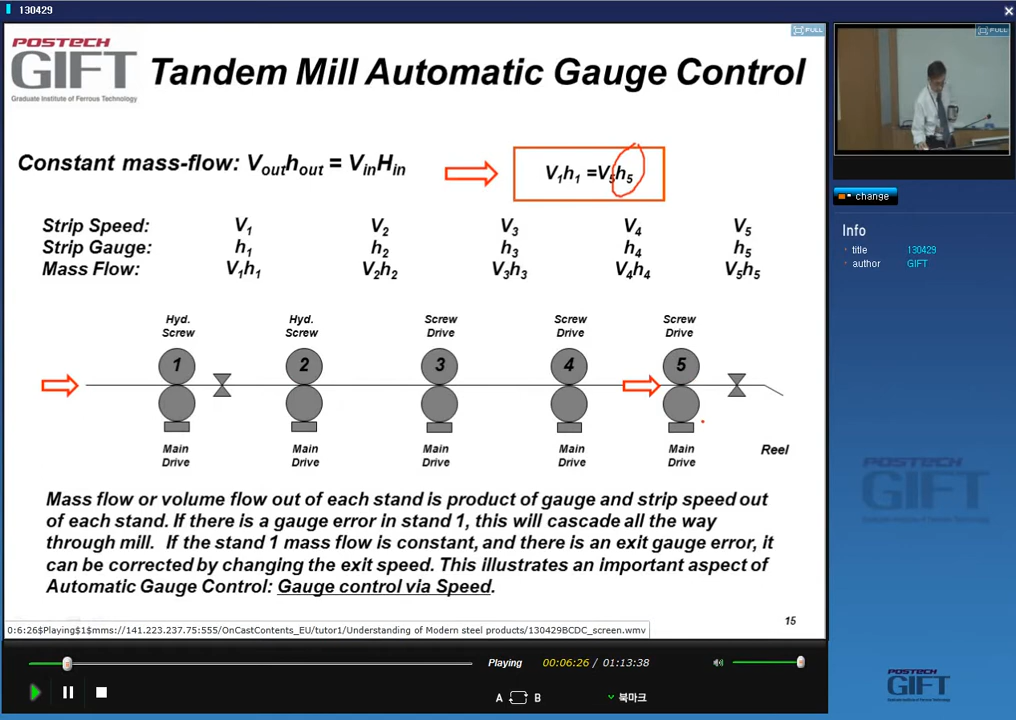 130429
POSTECH
GIFT
Graduate Institute of Ferrous Technology
Tandem Mill Automatic Gauge Control
FULL
FULL
Constant mass-flow: V_out h_out = V_in H_in
V₁h₁ =V₅h₅
Strip Speed: V₁ V₂ V₃ V₄ V₅
Strip Gauge: h₁ h₂ h₃ h₄ h₅
Mass Flow: V₁h₁ V₂h₂ V₃h₃ V₄h₄ V₅h₅
Hyd. Hyd. Screw Screw Screw
Screw Screw Drive Drive Drive
1 2 3 4 5
Main Main Main Main Main Reel
Drive Drive Drive Drive Drive
Mass flow or volume flow out of each stand is product of gauge and strip speed out
of each stand. If there is a gauge error in stand 1, this will cascade all the way
through mill. If the stand 1 mass flow is constant, and there is an exit gauge error, it
can be corrected by changing the exit speed. This illustrates an important aspect of
Automatic Gauge Control: Gauge control via Speed.
15
change
Info
title 130429
author GIFT
POSTECH
GIFT
0:6:26$Playing$1$mms://141.223.237.75:555/OnCastContents_EU/tutor1/Understanding of Modern steel products/130429BCDC_screen.wmv
Playing 00:06:26 / 01:13:38
A B 북마크
POSTECH
GIFT